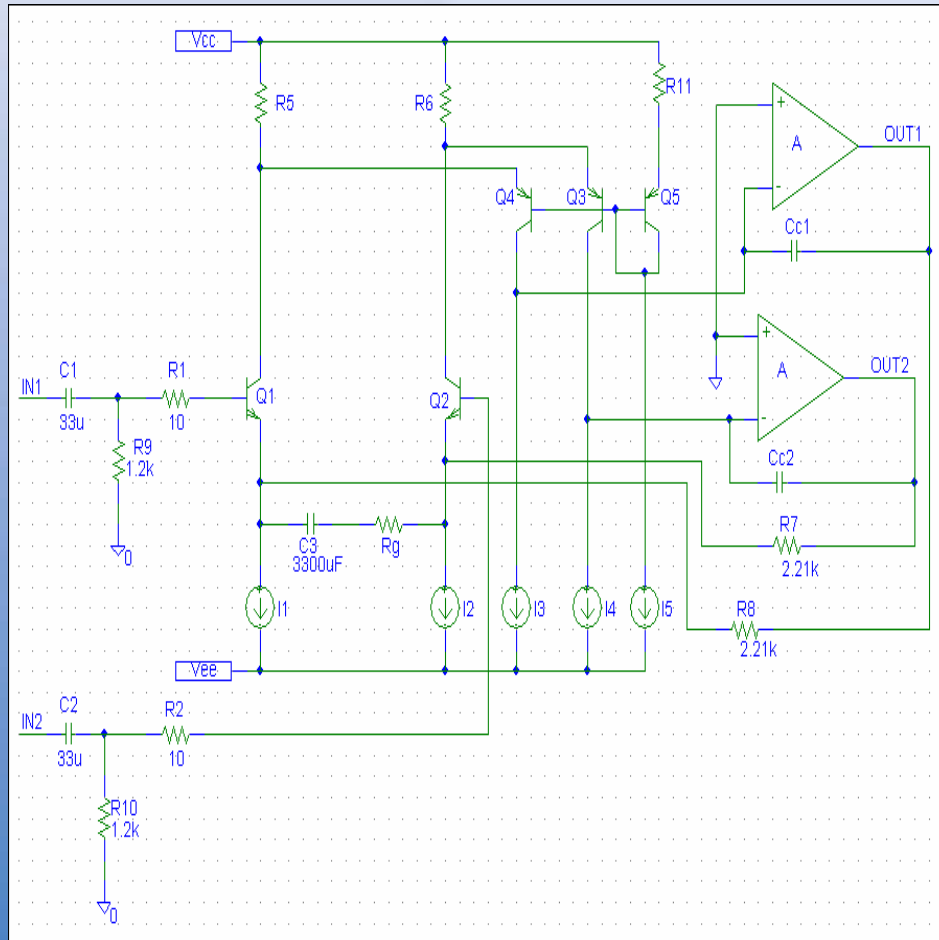 Vcc
R5
R6
R11
+
A
OUT1
-
Q4
Q3
Q5
Cc1
+
A
OUT2
-
C1
R1
IN1
33u
10
Q1
Q2
R9
1.2k
Cc2
R7
2.21k
C3
3300uF
Rg
0
I1
I2
I3
I4
I5
R8
2.21k
Vee
C2
R2
IN2
33u
10
R10
1.2k
0